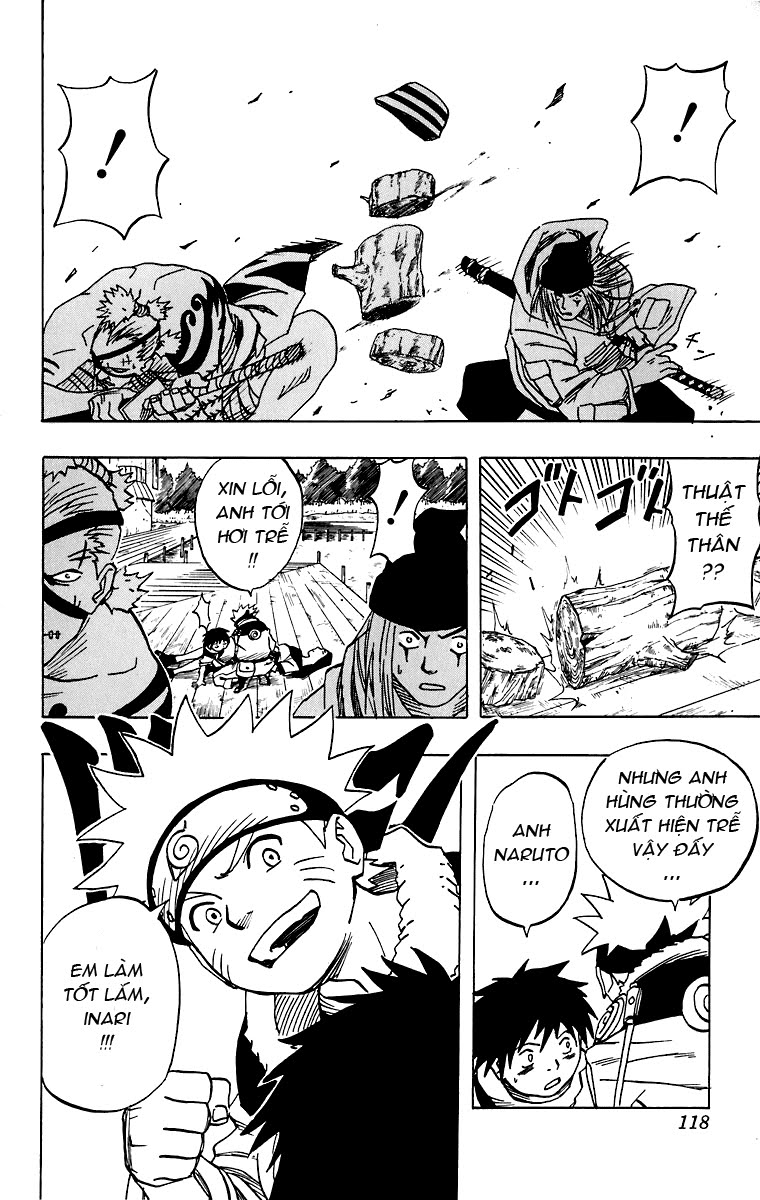 !
!
ゴト
ゴト
THUẬT
THẾ
THÂN
??
!
XIN LỖI,
ANH TỚI
HƠI TRỄ
!!
NHƯNG ANH
HÙNG THƯỜNG
XUẤT HIỆN TRỄ
VẬY ĐẤY
...
ANH
NARUTO
...
EM LÀM
TỐT LẮM,
INARI
!!!
118